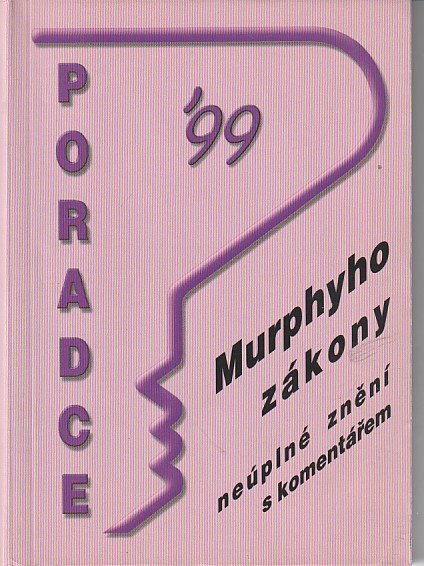 PORADCE
'99
Murphyho
zákony
neúplné znění
s komentářem